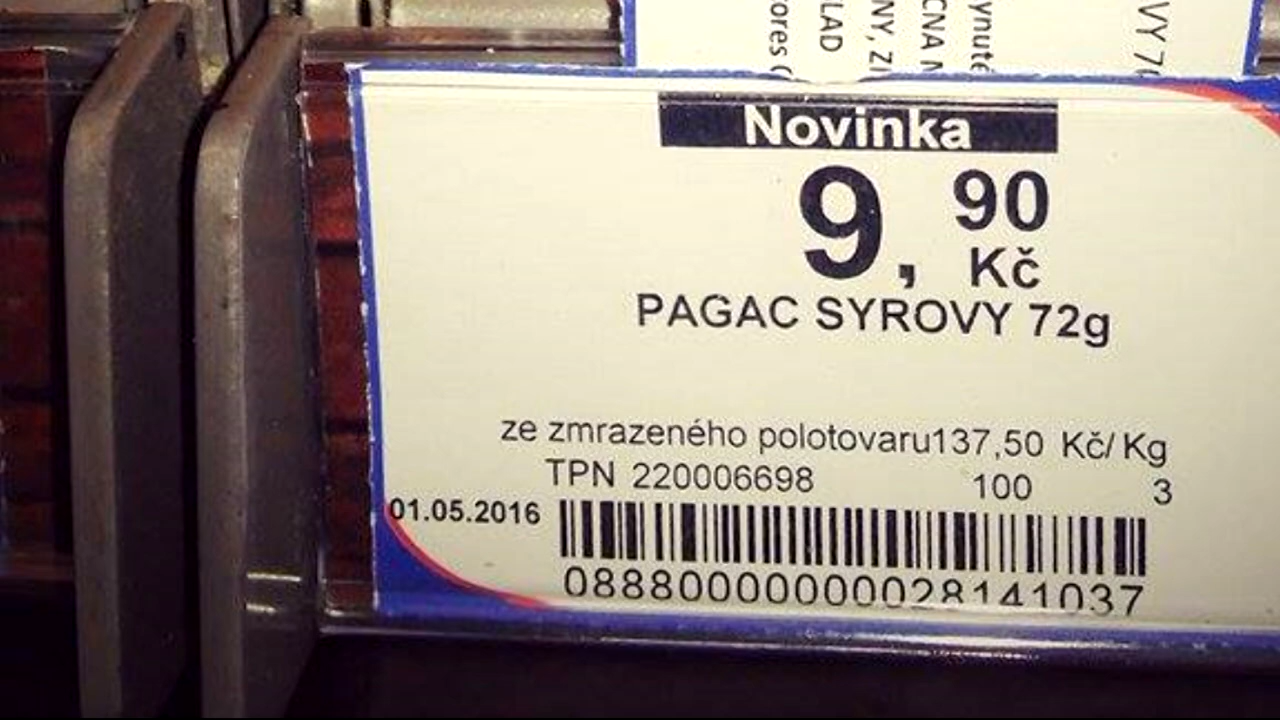 Novinka
9,90
Kč
PAGAC SYROVY 72g
ze zmrazeného polotovaru137,50 Kč/Kg
TPN 220006698 100 3
01.05.2016
088800000000028141037